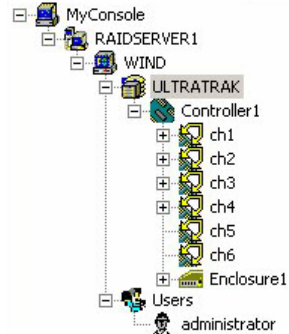 MyConsole
RAIDSERVER1
WIND
ULTRATRAK
Controller1
ch1
ch2
ch3
ch4
ch5
ch6
Enclosure1
Users
administrator